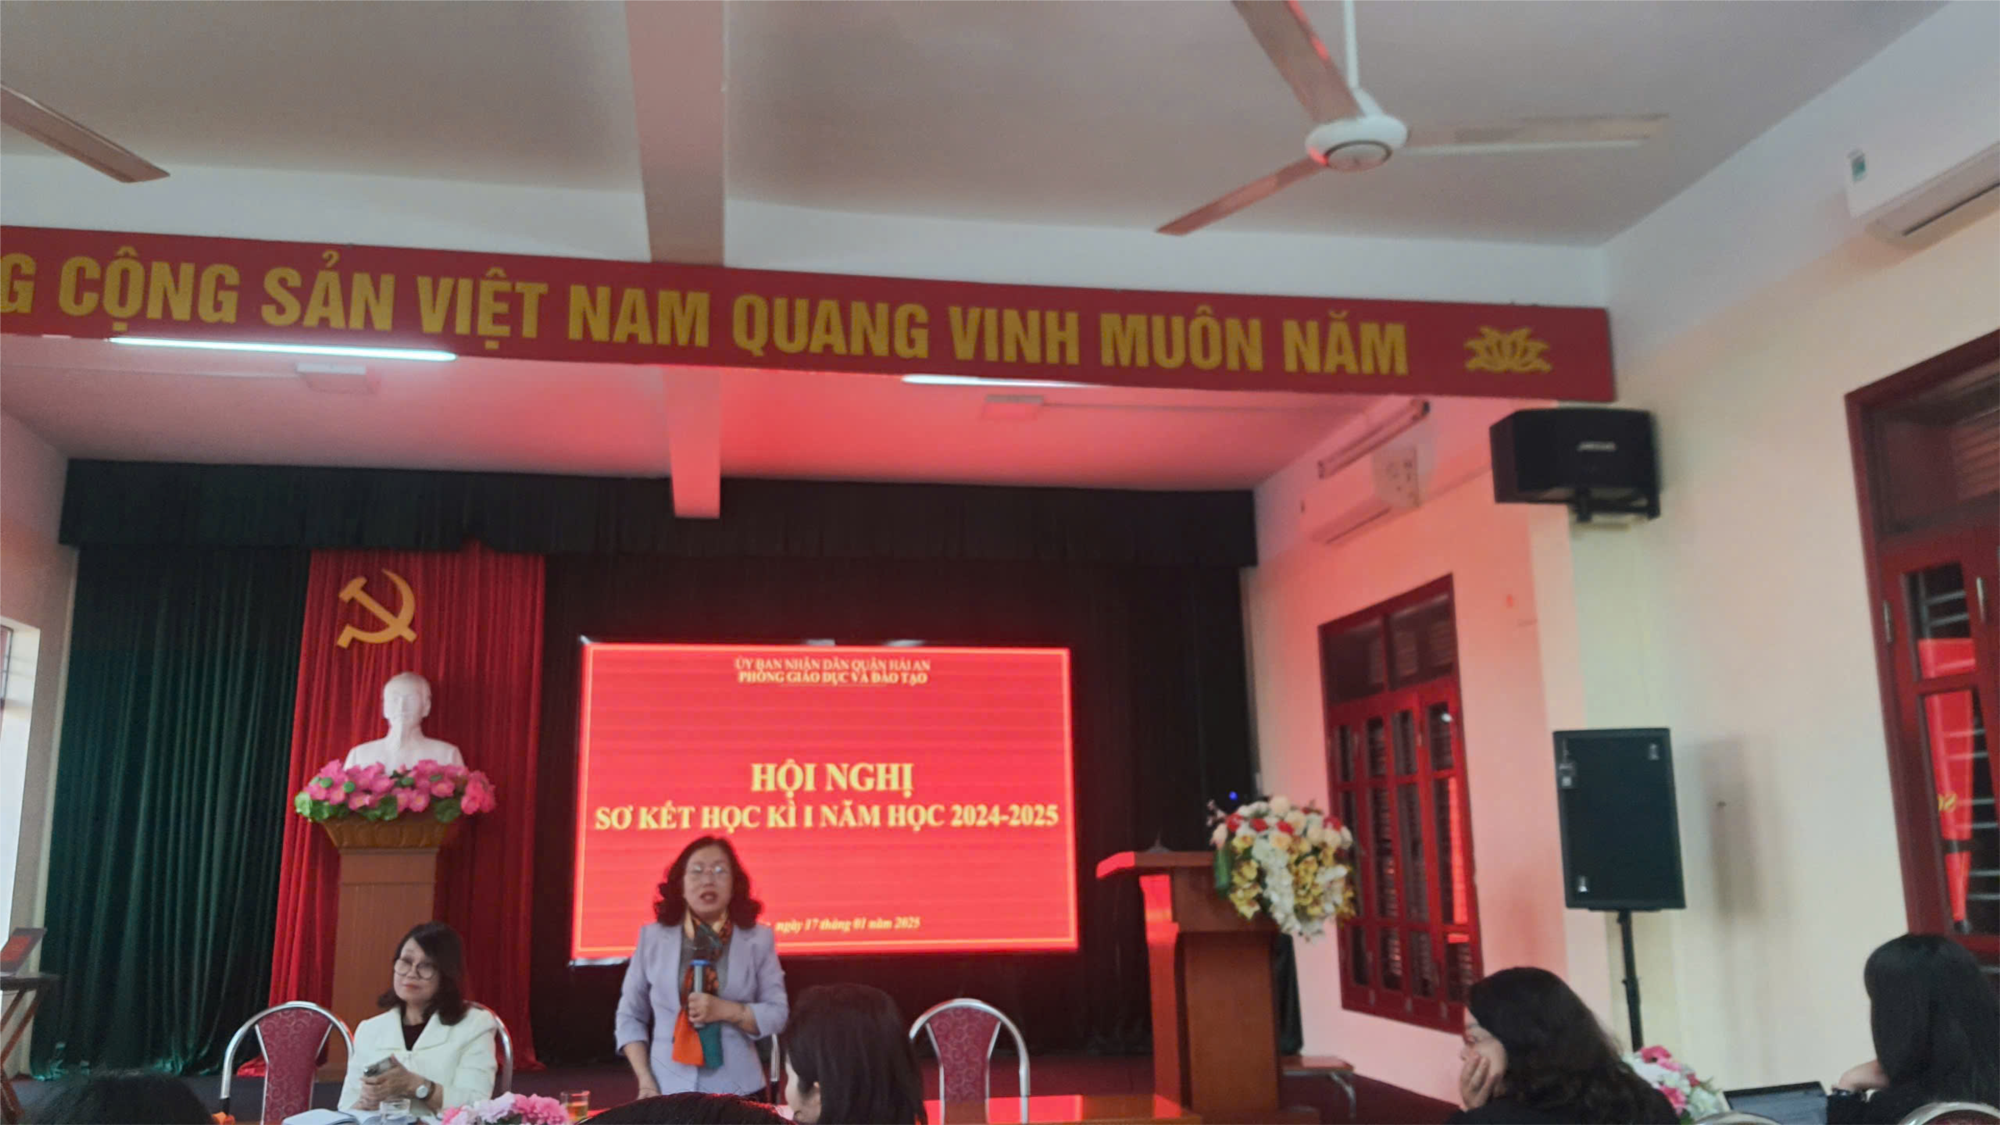 CỘNG SẢN VIỆT NAM QUANG VINH MUÔN NĂM
ỦY BAN NHÂN DÂN QUẬN HẢI AN
PHÒNG GIÁO DỤC VÀ ĐÀO TẠO
HỘI NGHỊ
SƠ KẾT HỌC KÌ I NĂM HỌC 2024-2025
ngày 17 tháng 01 năm 2025